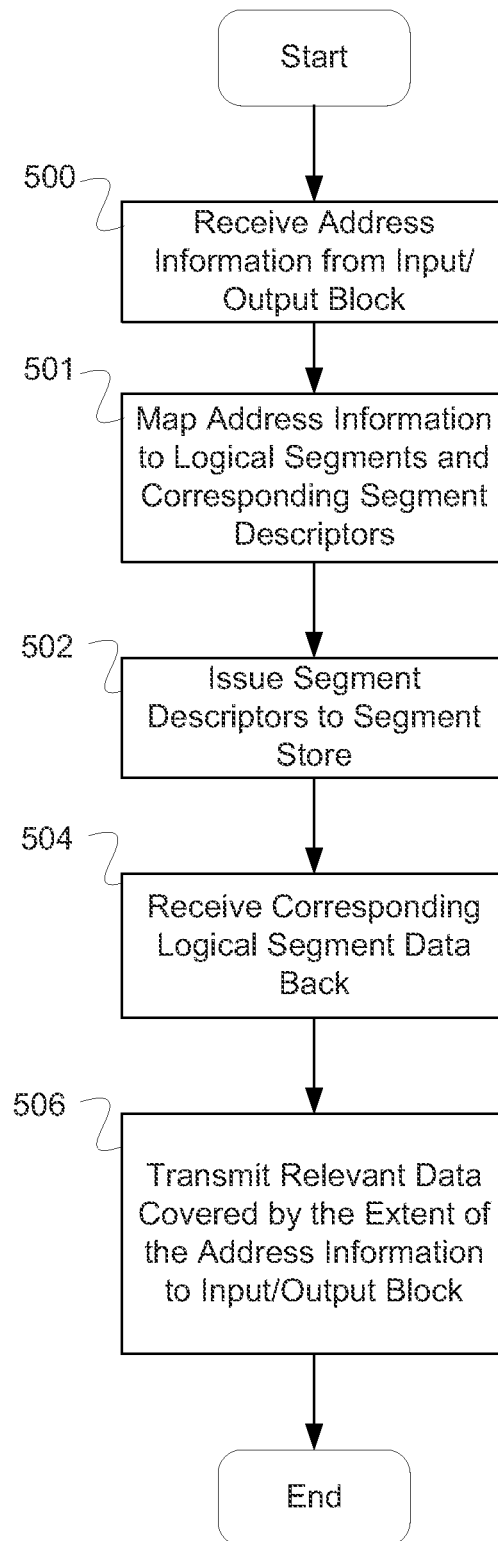 Start
500
Receive Address
Information from Input/
Output Block
501
Map Address Information
to Logical Segments and
Corresponding Segment
Descriptors
502
Issue Segment
Descriptors to Segment
Store
504
Receive Corresponding
Logical Segment Data
Back
506
Transmit Relevant Data
Covered by the Extent of
the Address Information
to Input/Output Block
End